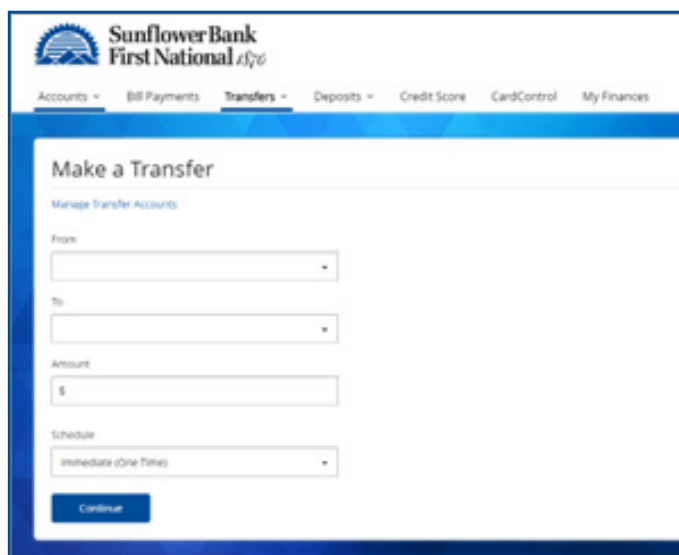 Sunflower Bank
First National 1870
Accounts Bill Payments Transfers Deposits Credit Score CardControl My Finances
Make a Transfer
Manage Transfer Accounts
From
To
Amount
$
Schedule
Immediate (One Time)
Continue